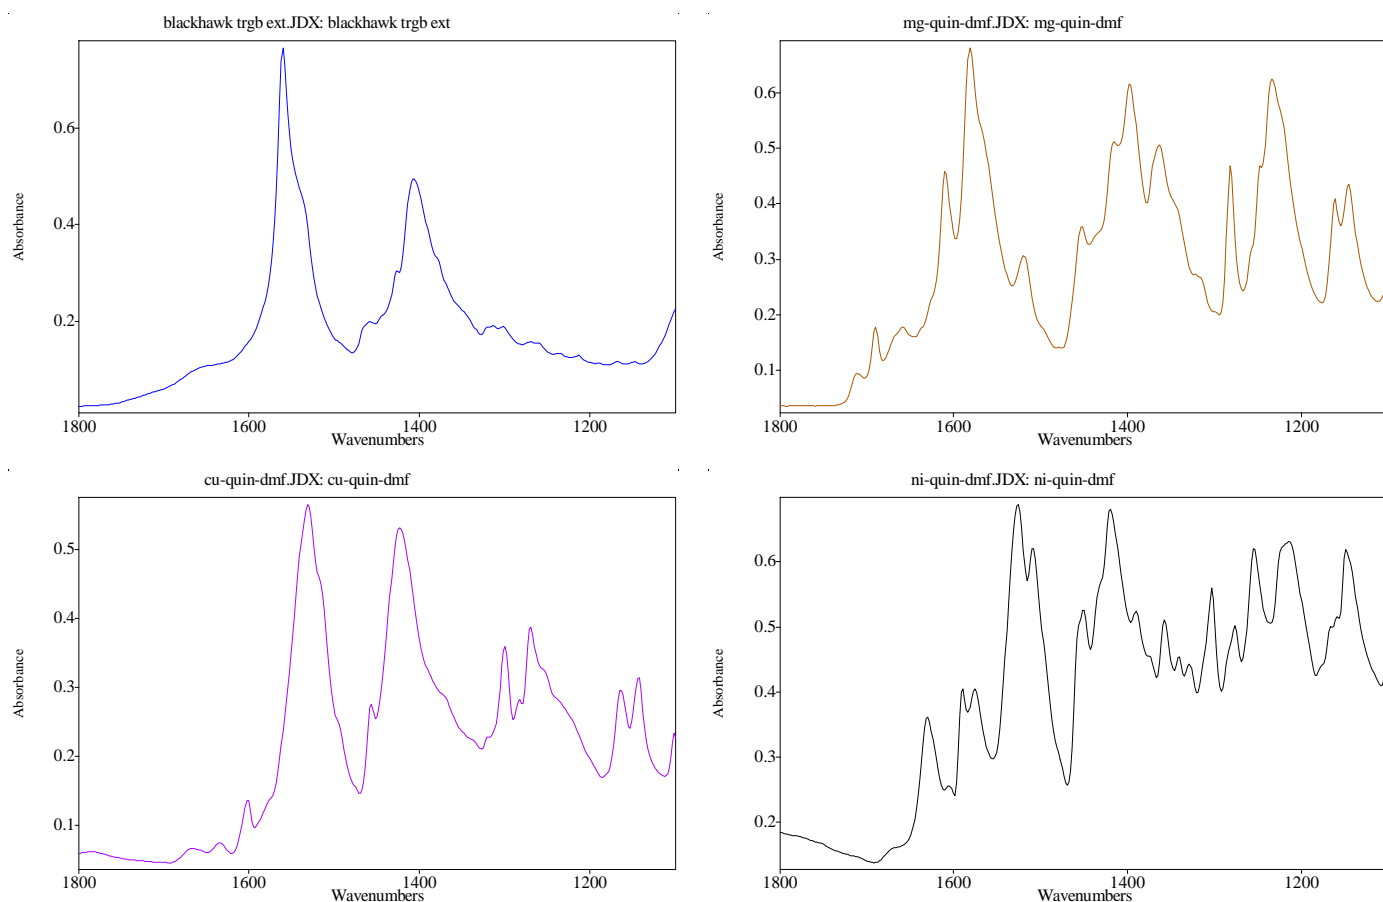 blackhawk trgb ext.JDX: blackhawk trgb ext
0.6
0.4
0.2
Absorbance
1800
1600
1400
1200
Wavenumbers
mg-quin-dmf.JDX: mg-quin-dmf
0.6
0.5
0.4
0.3
0.2
0.1
Absorbance
1800
1600
1400
1200
Wavenumbers
cu-quin-dmf.JDX: cu-quin-dmf
0.5
0.4
0.3
0.2
0.1
Absorbance
1800
1600
1400
1200
Wavenumbers
ni-quin-dmf.JDX: ni-quin-dmf
0.6
0.5
0.4
0.3
0.2
Absorbance
1800
1600
1400
1200
Wavenumbers